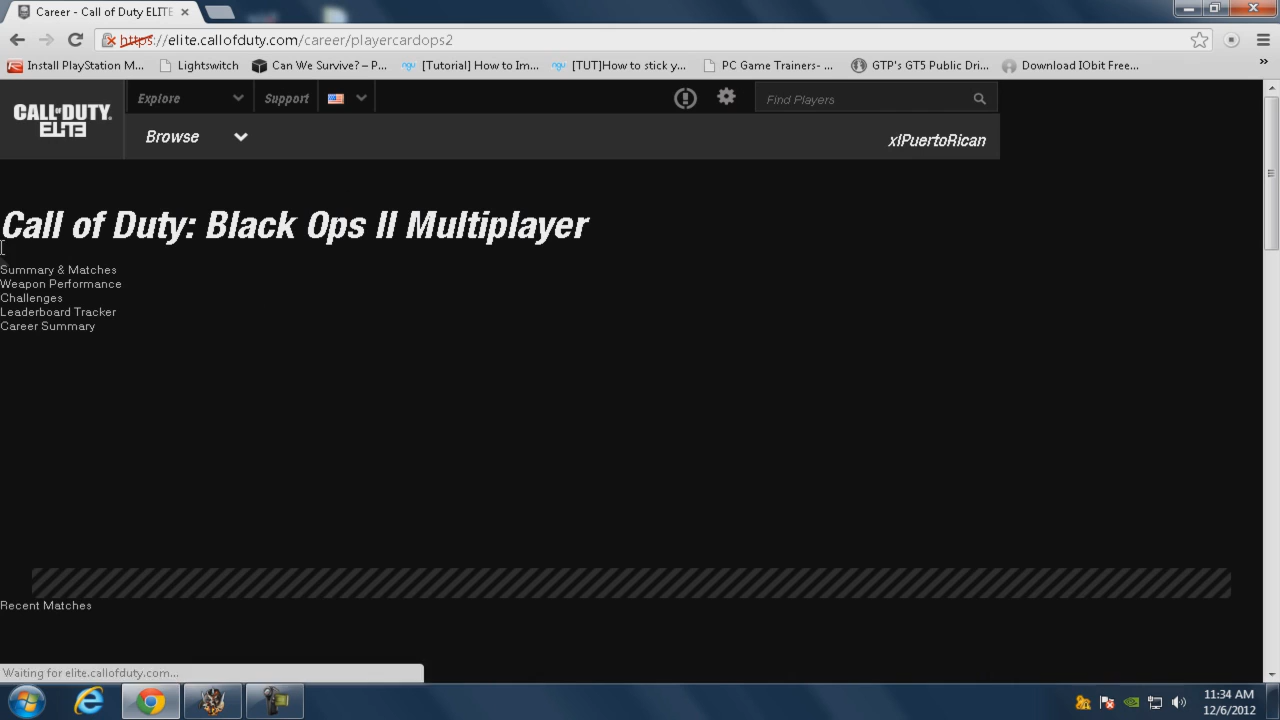 Career - Call of Duty ELITE
https://elite.callofduty.com/career/playercardops2
Install PlayStation M...
Lightswitch
Can We Survive? – P...
[Tutorial] How to Im...
[TUT]How to stick y...
PC Game Trainers- ...
GTP's GT5 Public Dri...
Download IObit Free...
»
CALL OF DUTY
ELITE
Explore
Support
Find Players
Browse
xIPuertoRican
Call of Duty: Black Ops II Multiplayer
Summary & Matches
Weapon Performance
Challenges
Leaderboard Tracker
Career Summary
Recent Matches
Waiting for elite.callofduty.com...
11:34 AM
12/6/2012